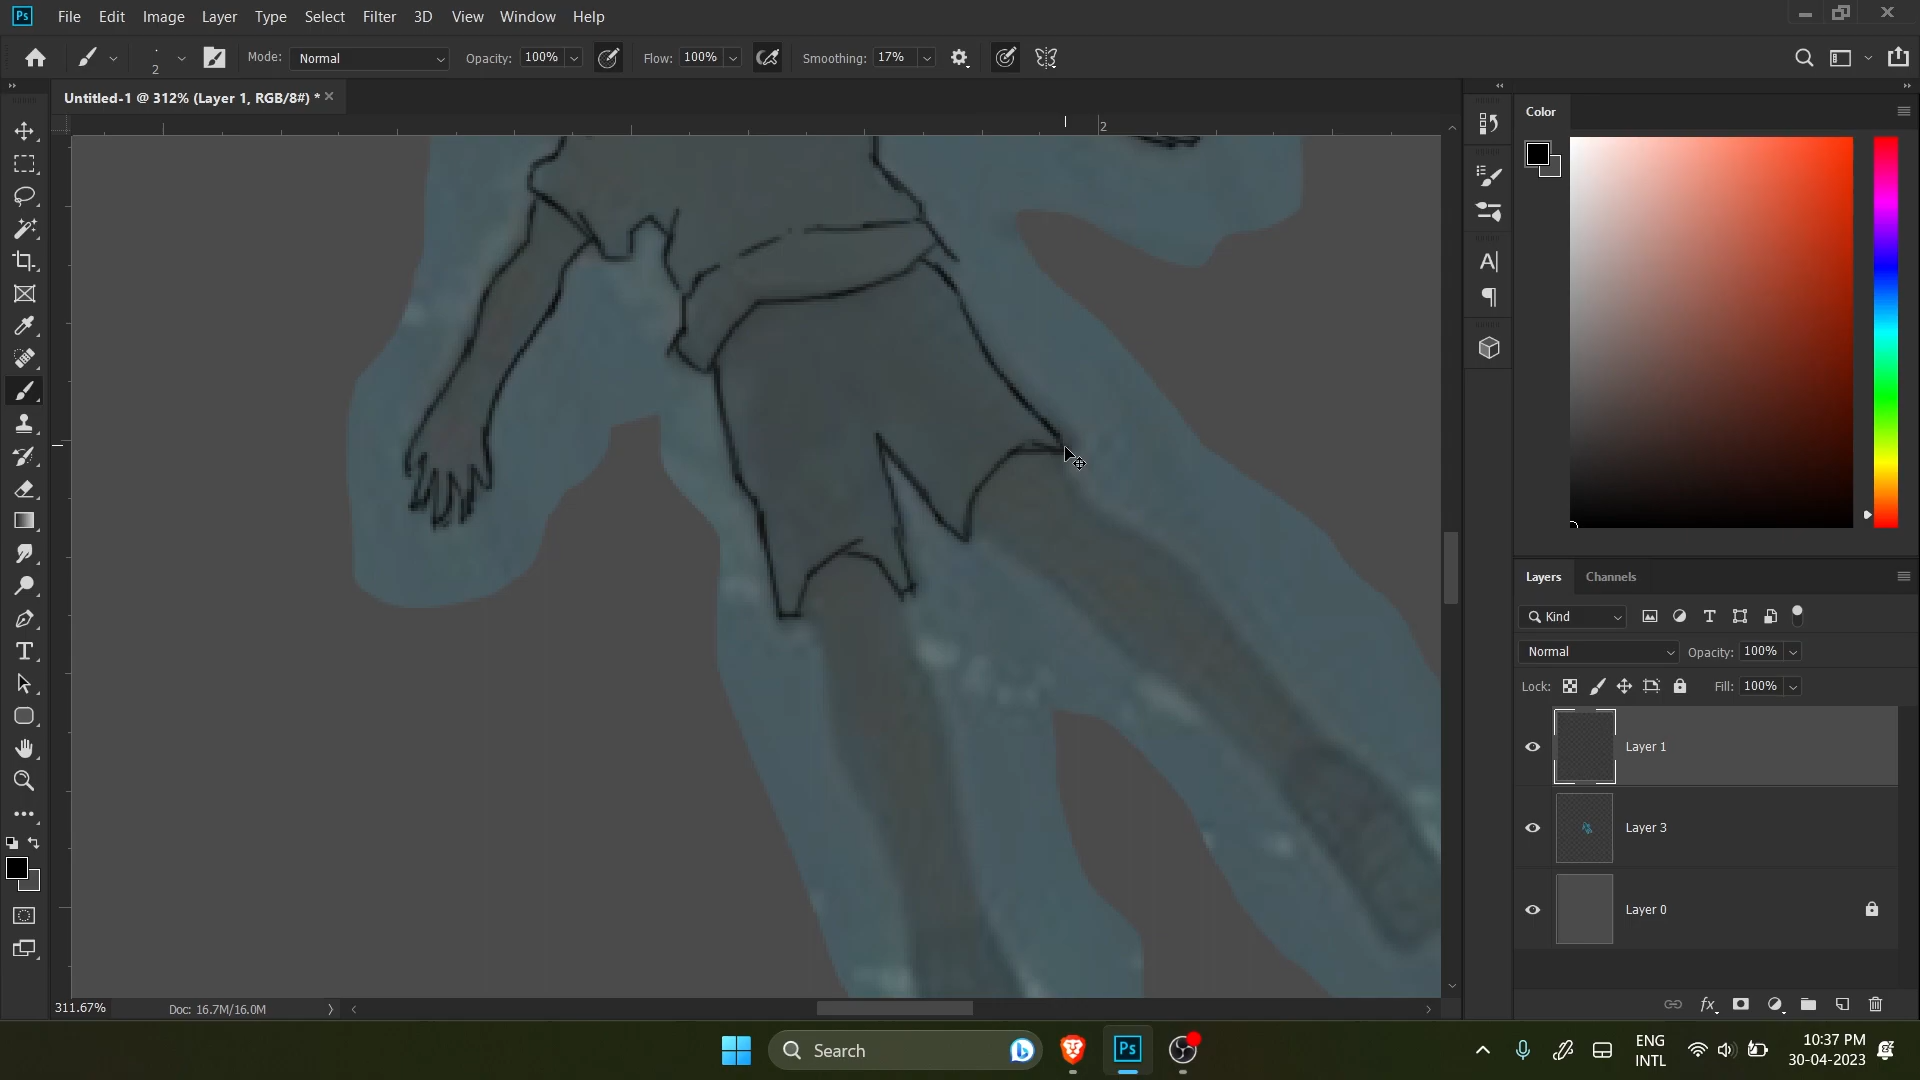 Ps File Edit Image Layer Type Select Filter 3D View Window Help
2 Mode: Normal Opacity: 100% Flow: 100% Smoothing: 17%
Untitled-1 @ 312% (Layer 1, RGB/8#) *
2
Color
Layers Channels
Kind
Normal Opacity: 100%
Lock: Fill: 100%
Layer 1
Layer 3
Layer 0
311.67% Doc: 16.7M/16.0M
Search
Ps
ENG
INTL
10:37 PM
30-04-2023